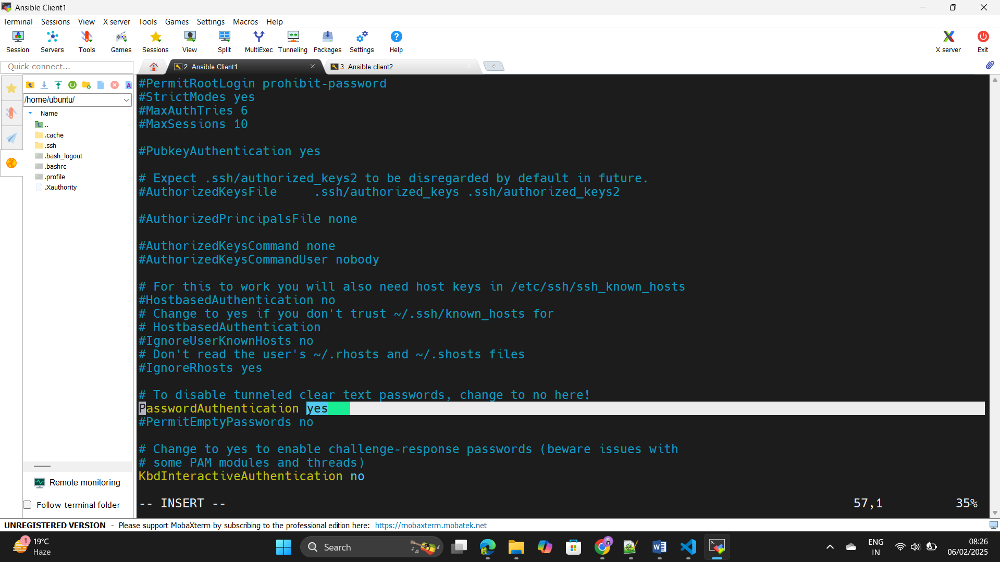 Ansible Client1
Terminal Sessions View X server Tools Games Settings Macros Help
Session Servers Tools Games Sessions View Split MultiExec Tunneling Packages Settings Help X server Exit
Quick connect...
2. Ansible Client1
3. Ansible client2
/home/ubuntu/
Name
..
.cache
.ssh
.bash_logout
.bashrc
.profile
.Xauthority
Remote monitoring
Follow terminal folder
#PermitRootLogin prohibit-password
#StrictModes yes
#MaxAuthTries 6
#MaxSessions 10
#PubkeyAuthentication yes
# Expect .ssh/authorized_keys2 to be disregarded by default in future.
#AuthorizedKeysFile .ssh/authorized_keys .ssh/authorized_keys2
#AuthorizedPrincipalsFile none
#AuthorizedKeysCommand none
#AuthorizedKeysCommandUser nobody
# For this to work you will also need host keys in /etc/ssh/ssh_known_hosts
#HostbasedAuthentication no
# Change to yes if you don't trust ~/.ssh/known_hosts for
# HostbasedAuthentication
#IgnoreUserKnownHosts no
# Don't read the user's ~/.rhosts and ~/.shosts files
#IgnoreRhosts yes
# To disable tunneled clear text passwords, change to no here!
PasswordAuthentication yes
#PermitEmptyPasswords no
# Change to yes to enable challenge-response passwords (beware issues with
# some PAM modules and threads)
KbdInteractiveAuthentication no
-- INSERT -- 57,1 35%
UNREGISTERED VERSION - Please support MobaXterm by subscribing to the professional edition here: https://mobaxterm.mobatek.net
1
19°C
Haze
Search
ENG
IN
08:26
06/02/2025